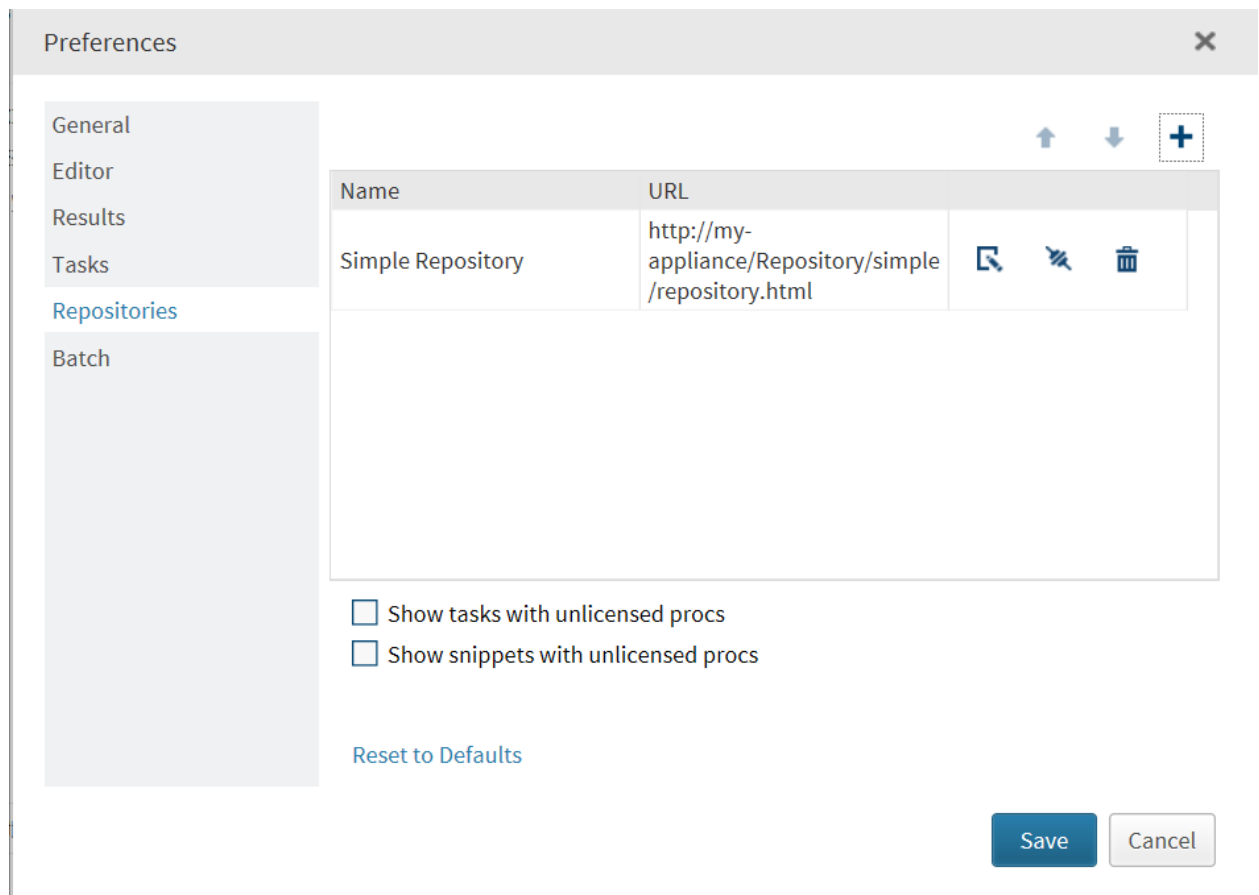 Preferences
General
Editor
Results
Tasks
Repositories
Batch
Name URL
Simple Repository
http://my-
appliance/Repository/simple
/repository.html
Show tasks with unlicensed procs
Show snippets with unlicensed procs
Reset to Defaults
Save Cancel